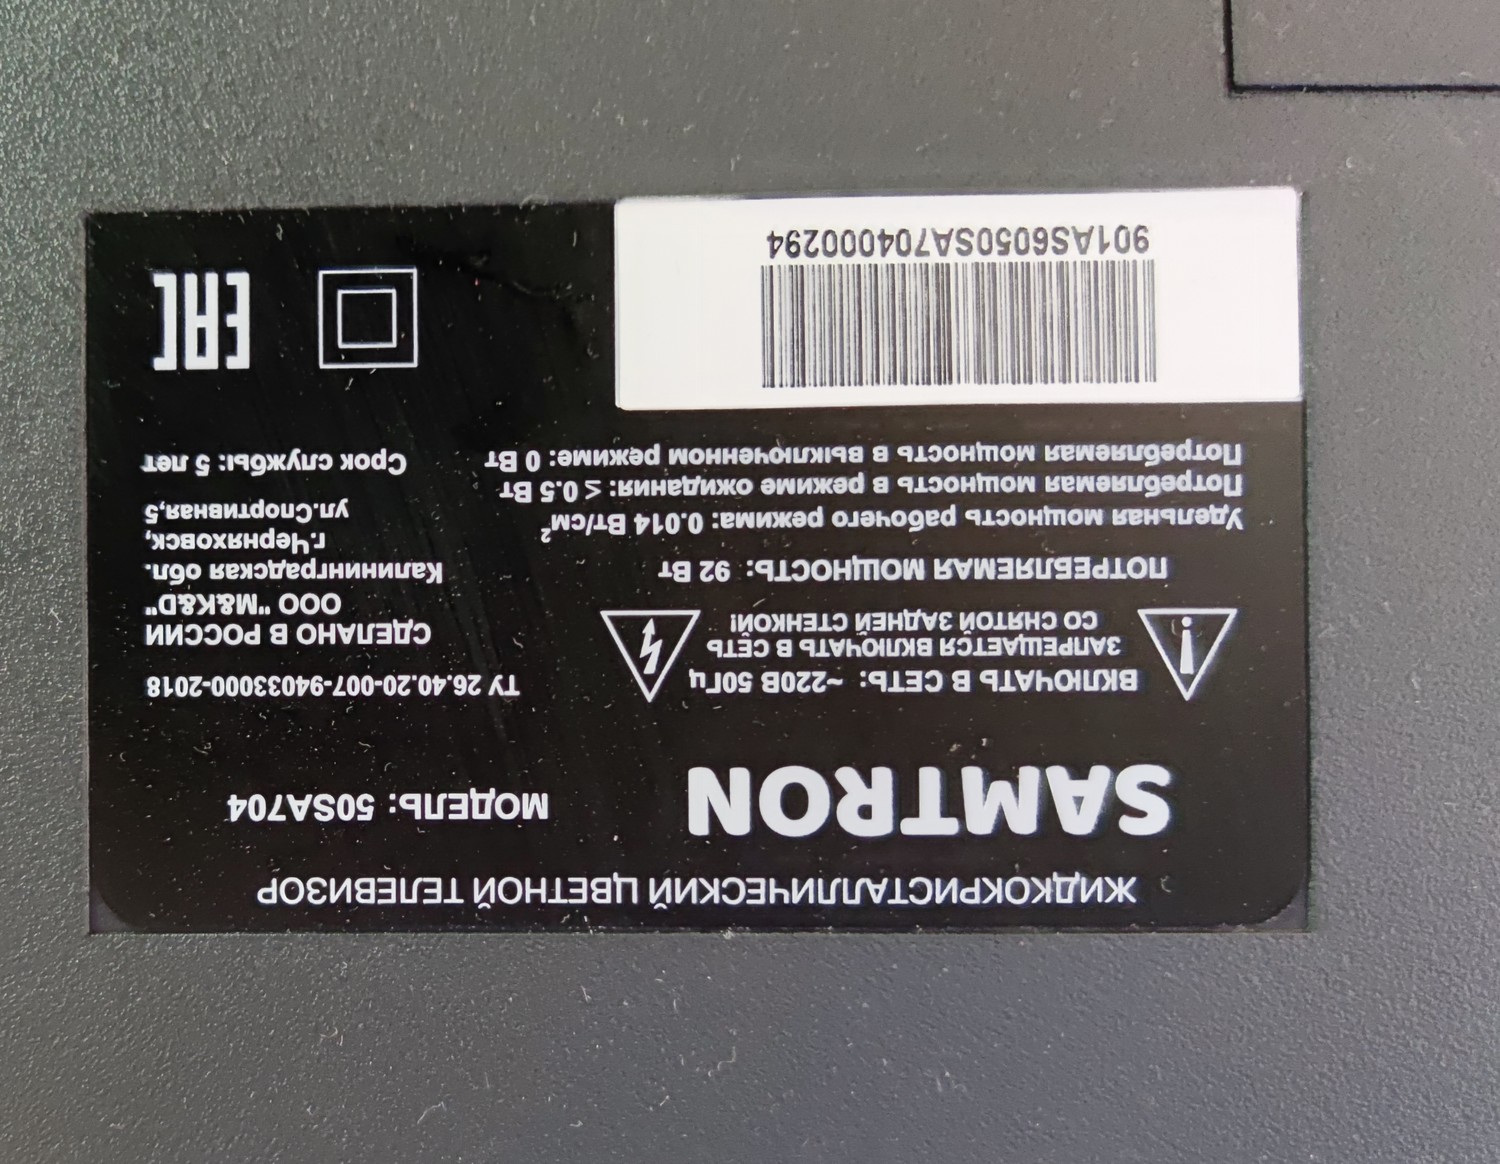 ЖИДКОКРИСТАЛЛИЧЕСКИЙ ЦВЕТНОЙ ТЕЛЕВИЗОР
SAMTRON
МОДЕЛЬ: 50SA704
ВКЛЮЧАТЬ В СЕТЬ: ~220В 50Гц
ЗАПРЕЩАЕТСЯ ВКЛЮЧАТЬ В СЕТЬ
СО СНЯТОЙ ЗАДНЕЙ СТЕНКОЙ!
ПОТРЕБЛЯЕМАЯ МОЩНОСТЬ: 92 Вт
Удельная мощность рабочего режима: 0.014 Вт/см²
Потребляемая мощность в режиме ожидания: ≤ 0.5 Вт
Потребляемая мощность в выключенном режиме: 0 Вт
ТУ 26.40.20-007-94033000-2018
СДЕЛАНО В РОССИИ
ООО "M&K&D"
Калининградская обл.
г.Черняховск,
ул.Спортивная,5
Срок службы: 5 лет
EAC
901AS6050SA704000294